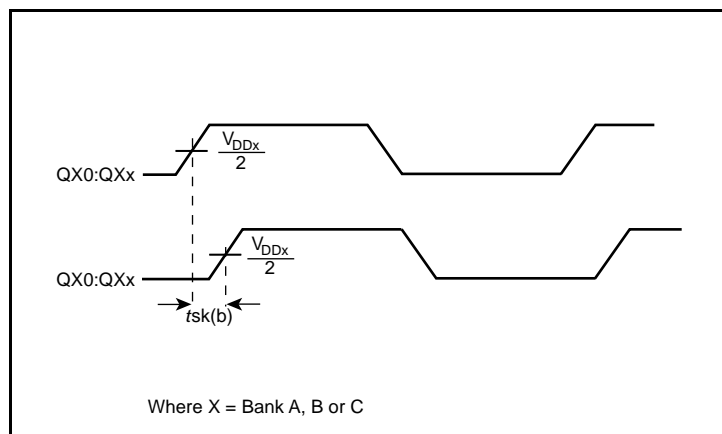 V_DDx
2
QX0:QXx
V_DDx
2
QX0:QXx
tsk(b)
Where X = Bank A, B or C